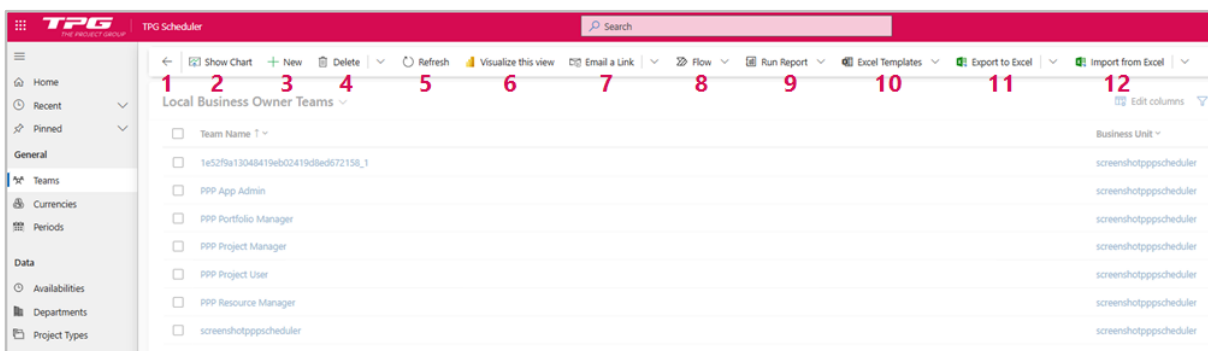 TPG
THE PROJECT GROUP
TPG Scheduler
Search
Show Chart New Delete Refresh Visualize this view Email a Link Flow Run Report Excel Templates Export to Excel Import from Excel
1 2 3 4 5 6 7 8 9 10 11 12
Home
Recent
Pinned
General
Teams
Currencies
Periods
Data
Availabilities
Departments
Project Types
Local Business Owner Teams
Edit columns
Team Name Business Unit
1e52f9a13048419eb02419d8ed672158_1 screenshotpppscheduler
PPP App Admin screenshotpppscheduler
PPP Portfolio Manager screenshotpppscheduler
PPP Project Manager screenshotpppscheduler
PPP Project User screenshotpppscheduler
PPP Resource Manager screenshotpppscheduler
screenshotpppscheduler screenshotpppscheduler